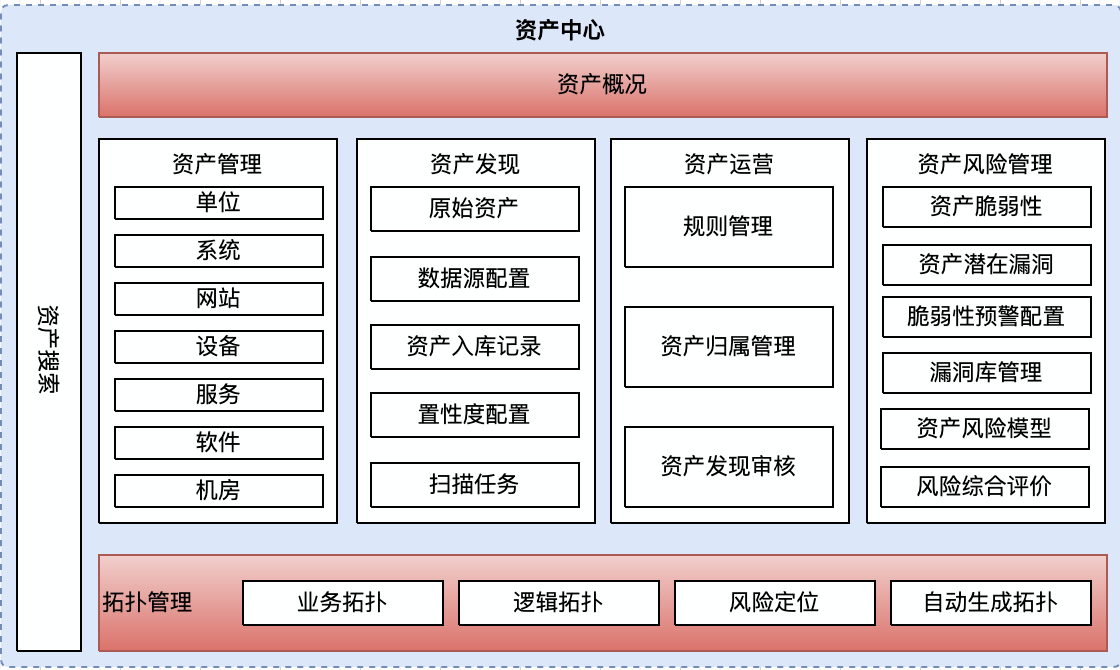 资产中心
资产搜索
资产概况
资产管理
单位
系统
网站
设备
服务
软件
机房
资产发现
原始资产
数据源配置
资产入库记录
置性度配置
扫描任务
资产运营
规则管理
资产归属管理
资产发现审核
资产风险管理
资产脆弱性
资产潜在漏洞
脆弱性预警配置
漏洞库管理
资产风险模型
风险综合评价
拓扑管理
业务拓扑
逻辑拓扑
风险定位
自动生成拓扑